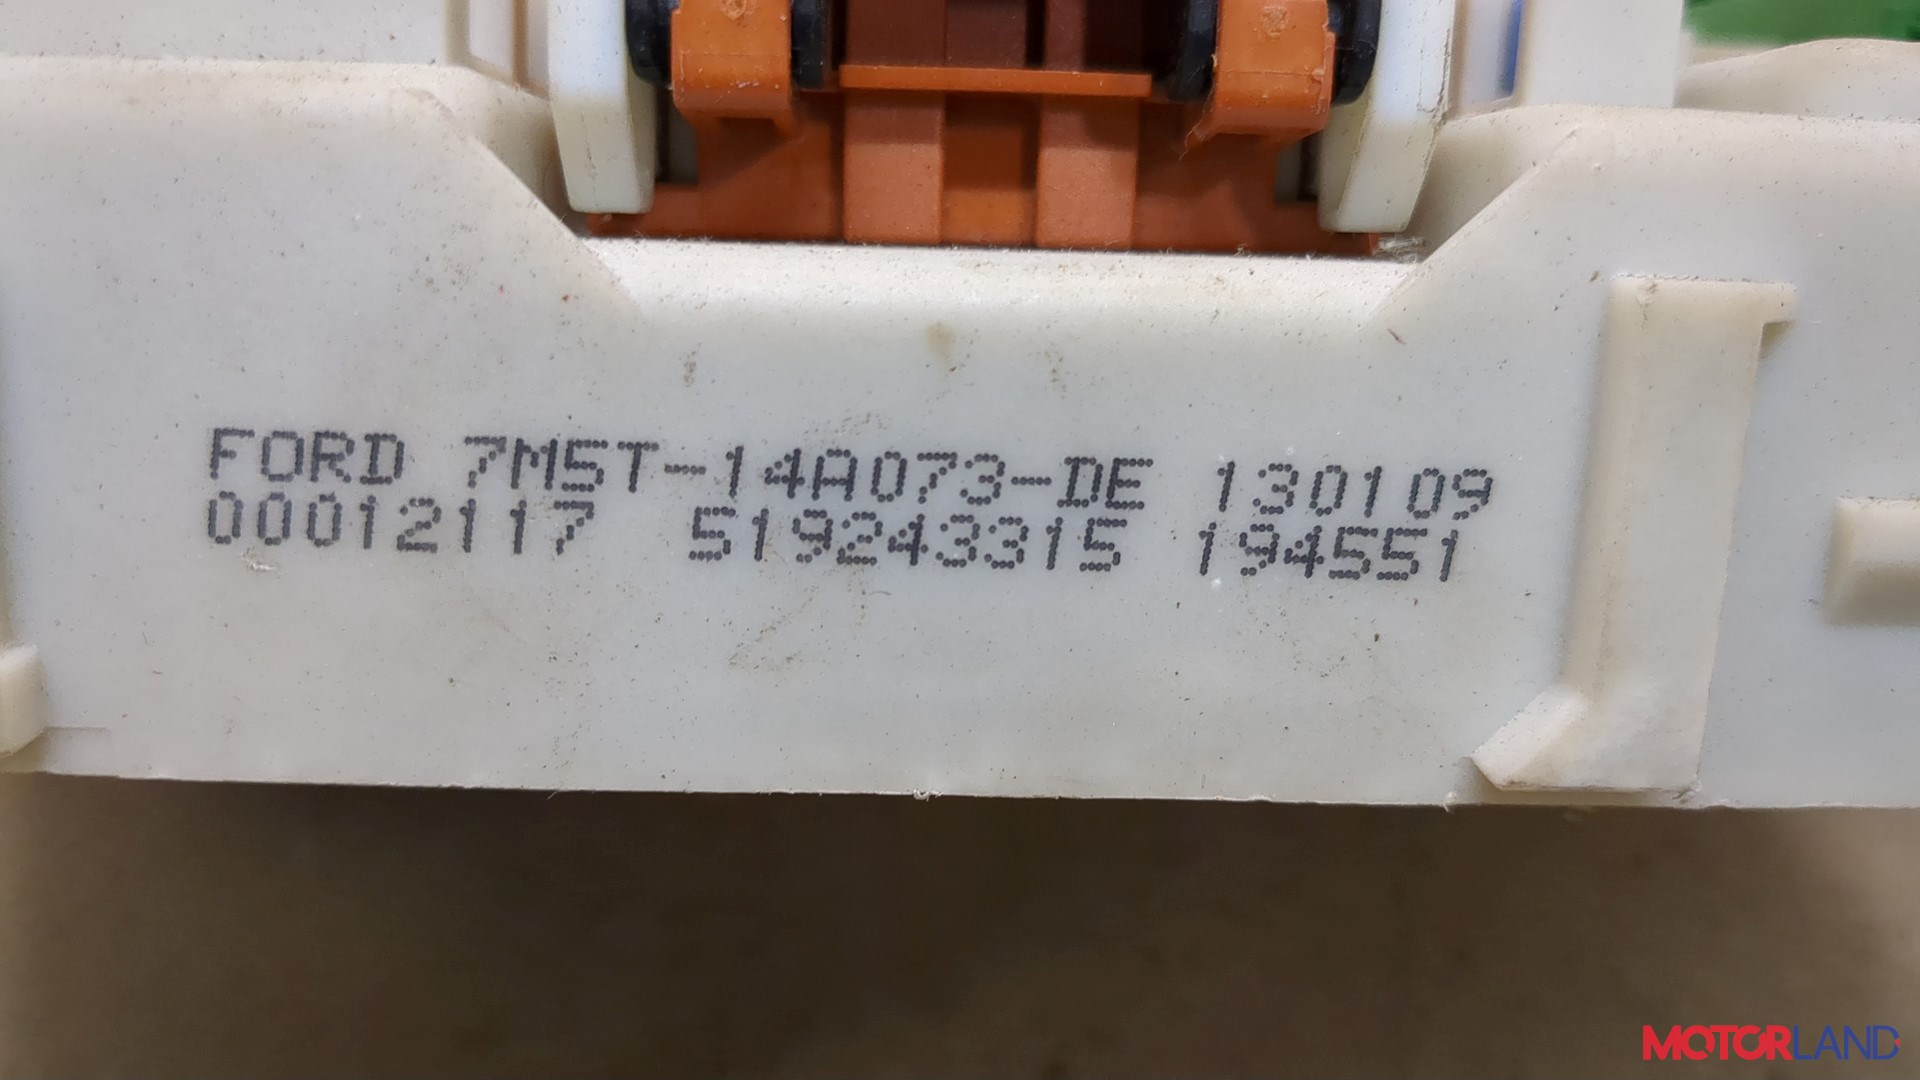 FORD 7M5T-14A073-DE 130109
00012117 519243315 194551
MOTORLAND